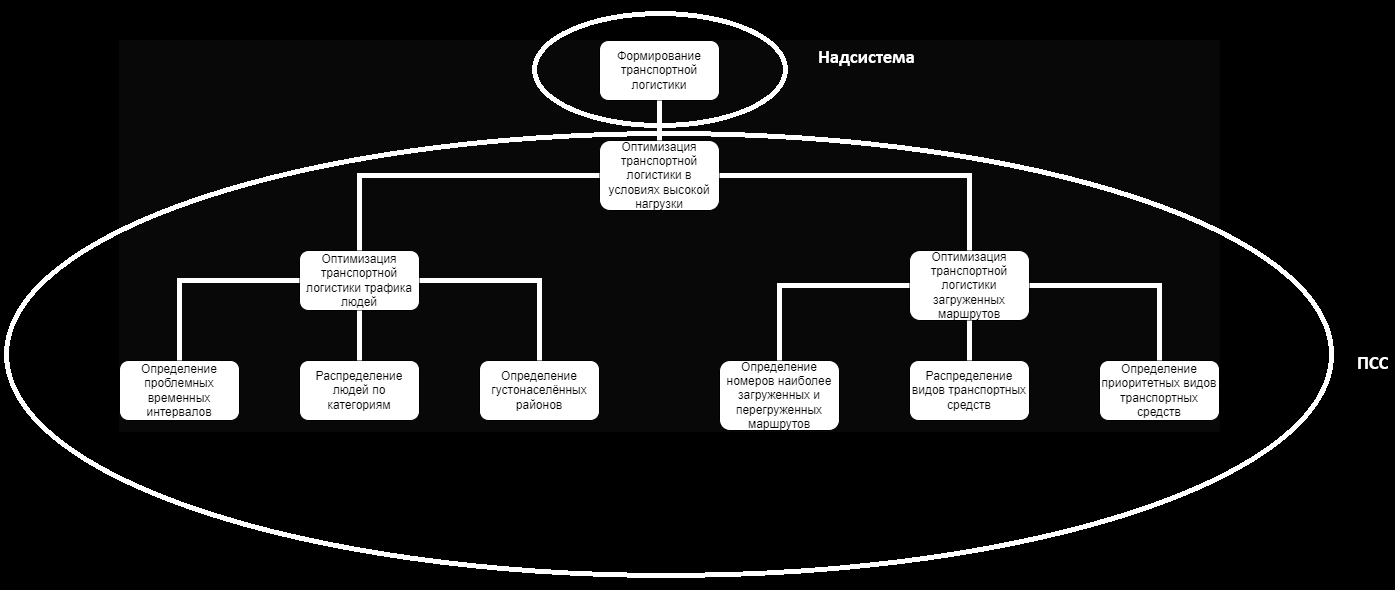 Формирование
транспортной
логистики
Надсистема
Оптимизация
транспортной
логистики в
условиях высокой
нагрузки
Оптимизация
транспортной
логистики трафика
людей
Оптимизация
транспортной
логистики
загруженных
маршрутов
Определение
проблемных
временных
интервалов
Распределение
людей по
категориям
Определение
густонаселённых
районов
Определение
номеров наиболее
загруженных и
перегруженных
маршрутов
Распределение
видов транспортных
средств
Определение
приоритетных видов
транспортных
средств
ПСС